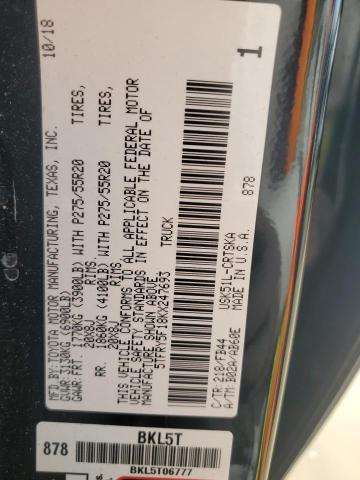 MFD.BY:TOYOTA MOTOR MANUFACTURING, TEXAS, INC. 10/18
GVWR:3130KG(6900LB)
GAWR:FRT. 1770KG(3900LB)WITH P275/55R20 TIRES,
20X8J RIMS,
RR. 1860KG(4100LB)WITH P275/55R20 TIRES,
20X8J RIMS,
THIS VEHICLE CONFORMS TO ALL APPLICABLE FEDERAL MOTOR
VEHICLE SAFETY STANDARDS IN EFFECT ON THE DATE OF
MANUFACTURE SHOWN ABOVE.
5TFRY5F18KX247693 TRUCK
USK51L-CRTSKA 878
C/TR:218/FB44
A/TM:B02A/AB60E MADE IN U.S.A. 1
878 BKL5T
BKL5T06777